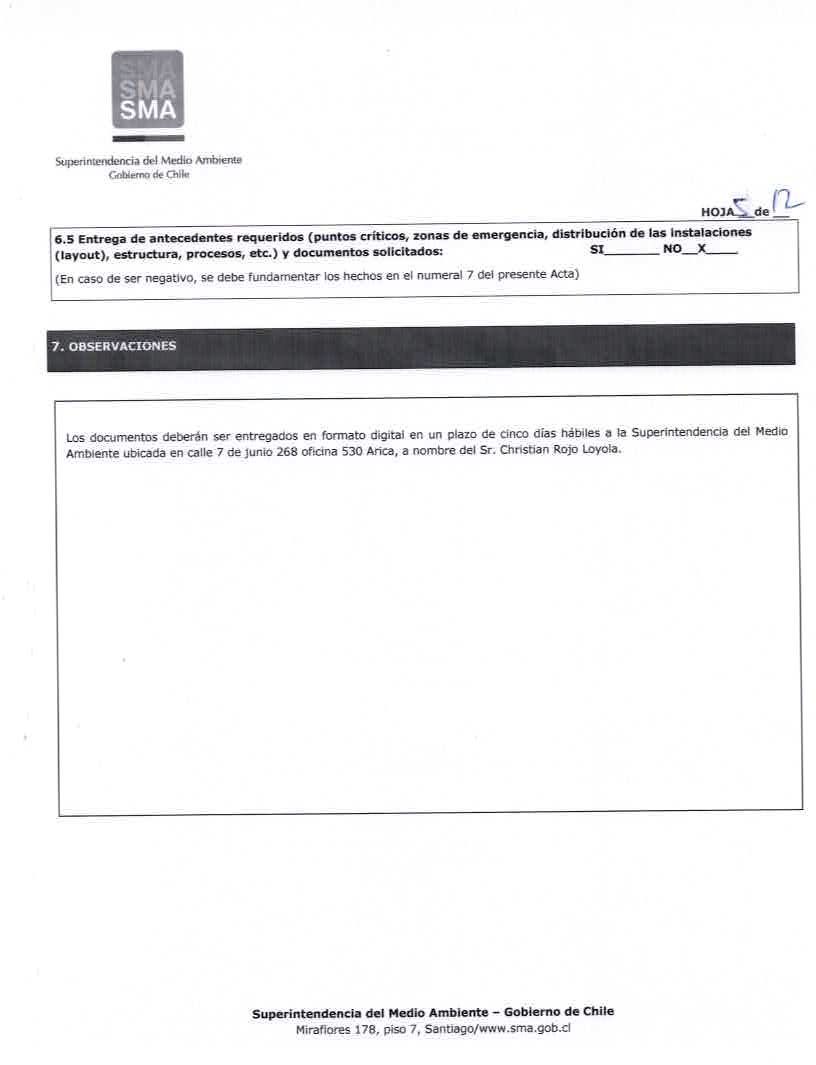 SMA
SMA
SMA
Superintendencia del Medio Ambiente
Gobierno de Chile
HOJA 5 de 12
6.5 Entrega de antecedentes requeridos (puntos críticos, zonas de emergencia, distribución de las instalaciones
(layout), estructura, procesos, etc.) y documentos solicitados: SI_______ NO__X____
(En caso de ser negativo, se debe fundamentar los hechos en el numeral 7 del presente Acta)
7. OBSERVACIONES
Los documentos deberán ser entregados en formato digital en un plazo de cinco días hábiles a la Superintendencia del Medio
Ambiente ubicada en calle 7 de junio 268 oficina 530 Arica, a nombre del Sr. Christian Rojo Loyola.
Superintendencia del Medio Ambiente – Gobierno de Chile
Miraflores 178, piso 7, Santiago/www.sma.gob.cl